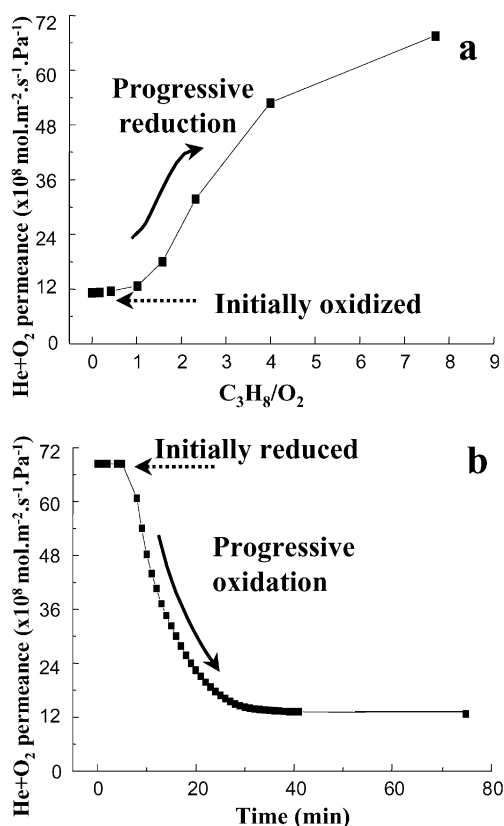 72
a
60
Progressive
reduction
48
36
24
12
Initially oxidized
0
0 1 2 3 4 5 6 7 8 9
C₃H₈/O₂
He+O₂ permeance (x10⁸ mol.m⁻².s⁻¹.Pa⁻¹)
72
Initially reduced
b
60
Progressive
oxidation
48
36
24
12
0
0 20 40 60 80
Time (min)
He+O₂ permeance (x10⁸ mol.m⁻².s⁻¹.Pa⁻¹)